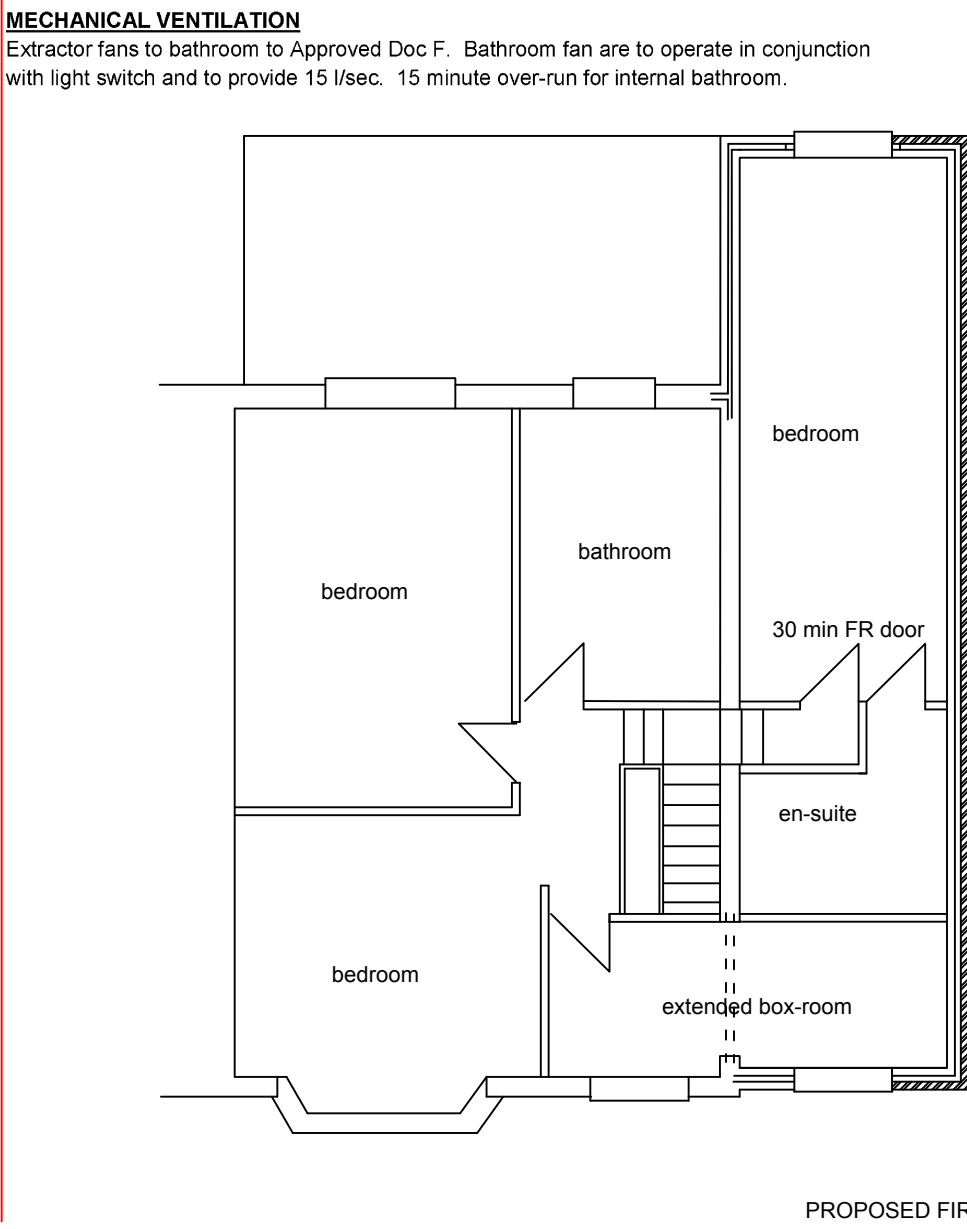 MECHANICAL VENTILATION
Extractor fans to bathroom to Approved Doc F.  Bathroom fan are to operate in conjunction
with light switch and to provide 15 l/sec.  15 minute over-run for internal bathroom.
bedroom
bathroom
bedroom
30 min FR door
en-suite
bedroom
extended box-room
PROPOSED FIR